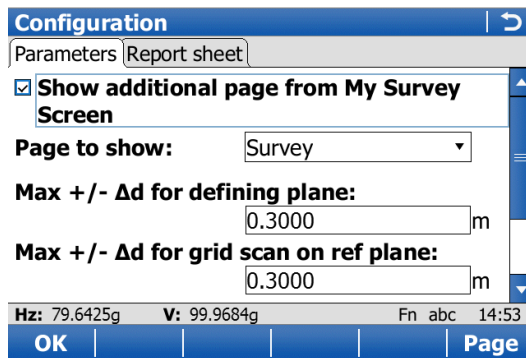 Configuration
Parameters Report sheet
Show additional page from My Survey
Screen
Page to show: Survey
Max +/- Δd for defining plane:
0.3000 m
Max +/- Δd for grid scan on ref plane:
0.3000 m
Hz: 79.6425g V: 99.9684g Fn abc 14:53
OK Page